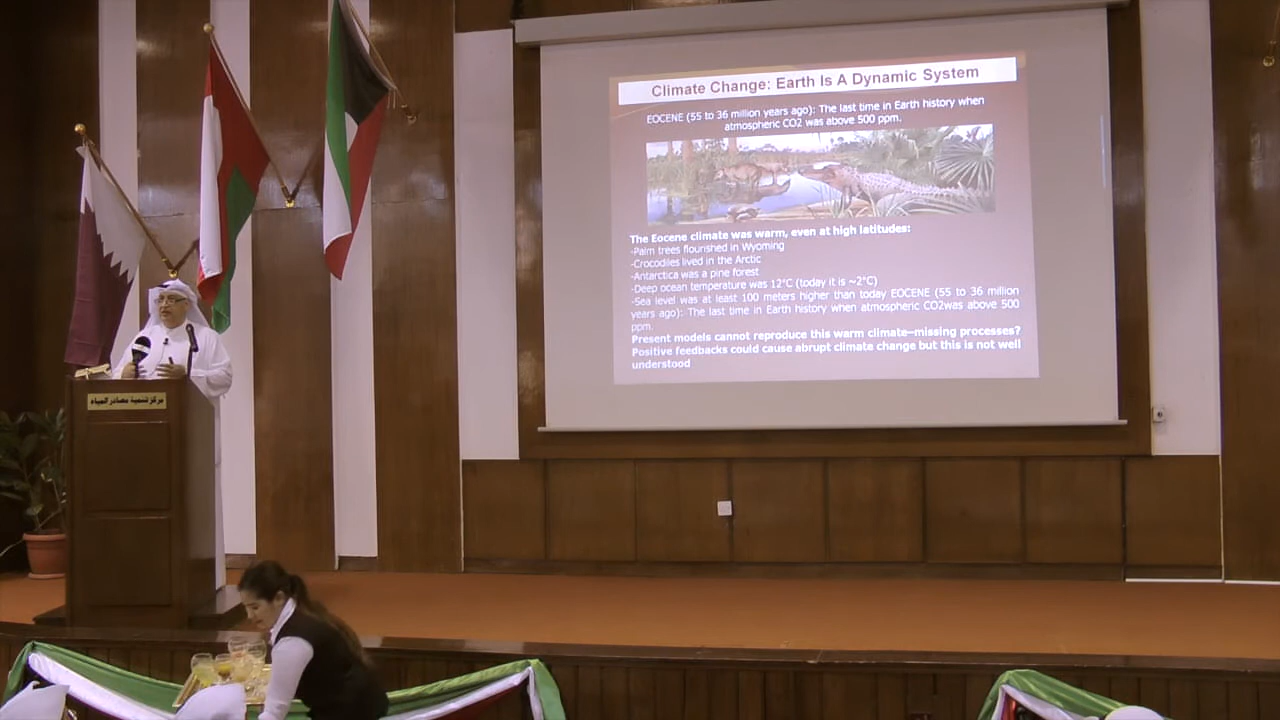 Climate Change: Earth Is A Dynamic System
EOCENE (55 to 36 million years ago): The last time in Earth history when
atmospheric CO2 was above 500 ppm.
The Eocene climate was warm, even at high latitudes:
-Palm trees flourished in Wyoming
-Crocodiles lived in the Arctic
-Antarctica was a pine forest
-Deep ocean temperature was 12°C (today it is ~2°C)
-Sea level was at least 100 meters higher than today EOCENE (55 to 36 million
years ago): The last time in Earth history when atmospheric CO2was above 500
ppm.
Present models cannot reproduce this warm climate—missing processes?
Positive feedbacks could cause abrupt climate change but this is not well
understood
مركز تنمية مصادر المياه